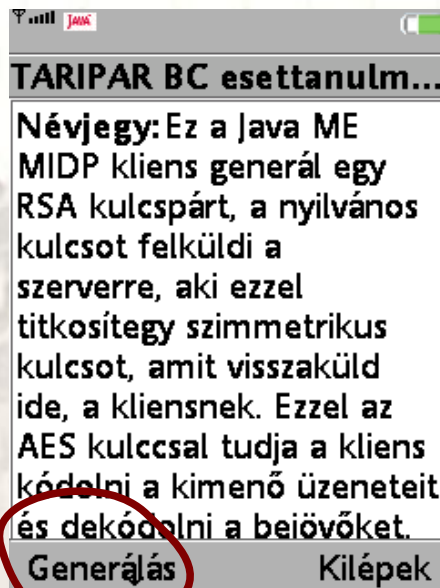 JAVA
TARIPAR BC esettanulm...
Névjegy: Ez a Java ME
MIDP kliens generál egy
RSA kulcspárt, a nyilvános
kulcsot felküldi a
szerverre, aki ezzel
titkosítegy szimmetrikus
kulcsot, amit visszaküld
ide, a kliensnek. Ezzel az
AES kulccsal tudja a kliens
kódolni a kimenő üzeneteit
és dekódolni a bejövőket.
Generálás Kilépek